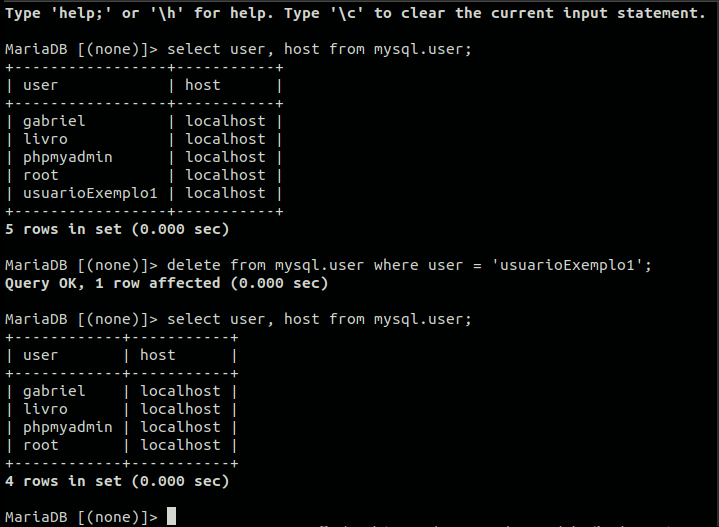 Type 'help;' or '\h' for help. Type '\c' to clear the current input statement.
MariaDB [(none)]> select user, host from mysql.user;
+-----------------+-----------+
| user            | host      |
+-----------------+-----------+
| gabriel         | localhost |
| livro           | localhost |
| phpmyadmin      | localhost |
| root            | localhost |
| usuarioExemplo1 | localhost |
+-----------------+-----------+
5 rows in set (0.000 sec)
MariaDB [(none)]> delete from mysql.user where user = 'usuarioExemplo1';
Query OK, 1 row affected (0.000 sec)
MariaDB [(none)]> select user, host from mysql.user;
+------------+-----------+
| user       | host      |
+------------+-----------+
| gabriel    | localhost |
| livro      | localhost |
| phpmyadmin | localhost |
| root       | localhost |
+------------+-----------+
4 rows in set (0.000 sec)
MariaDB [(none)]>